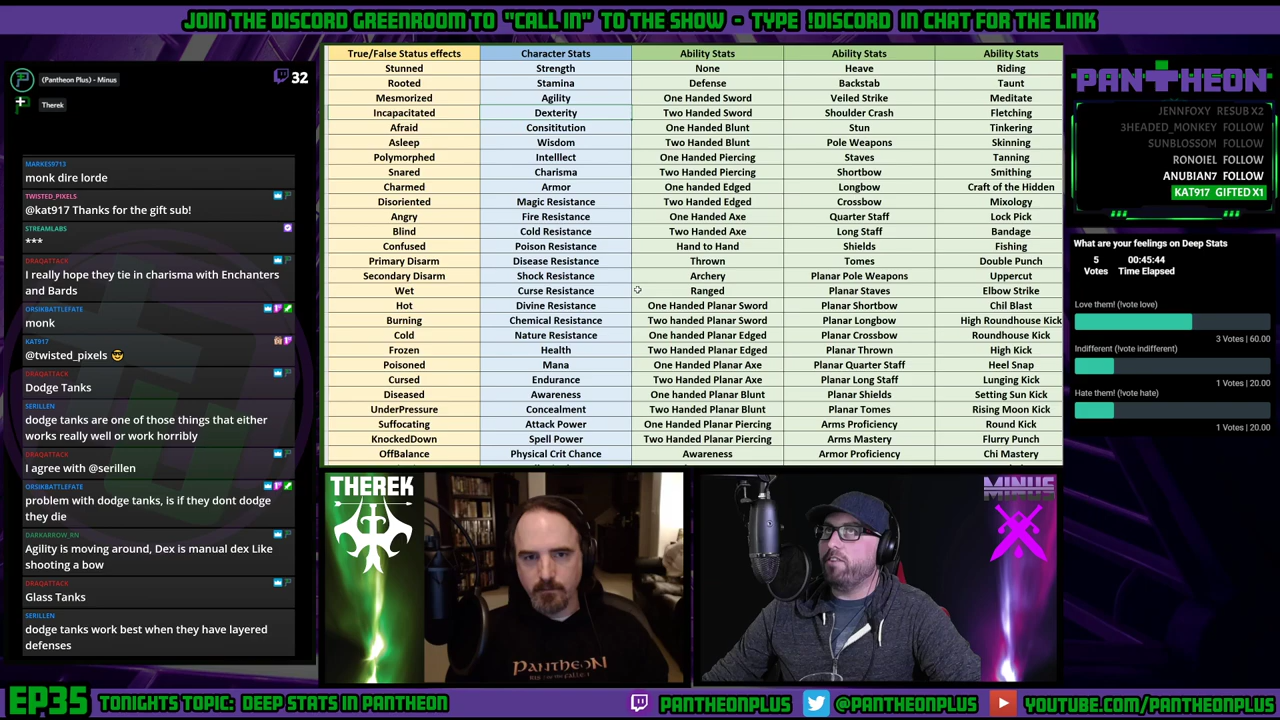 JOIN THE DISCORD GREENROOM TO "CALL IN" TO THE SHOW - TYPE !DISCORD IN CHAT FOR THE LINK
(Pantheon Plus) - Minus
32
Therek
MARKES9713
monk dire lorde
TWISTED_PIXELS
@kat917 Thanks for the gift sub!
STREAMLABS
***
DRAQATTACK
I really hope they tie in charisma with Enchanters
and Bards
ORSIKBATTLEFATE
monk
KAT917
@twisted_pixels 😎
DRAQATTACK
Dodge Tanks
SERILLEN
dodge tanks are one of those things that either
works really well or work horribly
DRAQATTACK
I agree with @serillen
ORSIKBATTLEFATE
problem with dodge tanks, is if they dont dodge
they die
DARKARROW_RN
Agility is moving around, Dex is manual dex Like
shooting a bow
DRAQATTACK
Glass Tanks
SERILLEN
dodge tanks work best when they have layered
defenses
True/False Status effects Character Stats Ability Stats Ability Stats Ability Stats
Stunned Strength None Heave Riding
Rooted Stamina Defense Backstab Taunt
Mesmorized Agility One Handed Sword Veiled Strike Meditate
Incapacitated Dexterity Two Handed Sword Shoulder Crash Fletching
Afraid Consititution One Handed Blunt Stun Tinkering
Asleep Wisdom Two Handed Blunt Pole Weapons Skinning
Polymorphed Intelllect One Handed Piercing Staves Tanning
Snared Charisma Two Handed Piercing Shortbow Smithing
Charmed Armor One handed Edged Longbow Craft of the Hidden
Disoriented Magic Resistance Two Handed Edged Crossbow Mixology
Angry Fire Resistance One Handed Axe Quarter Staff Lock Pick
Blind Cold Resistance Two Handed Axe Long Staff Bandage
Confused Poison Resistance Hand to Hand Shields Fishing
Primary Disarm Disease Resistance Thrown Tomes Double Punch
Secondary Disarm Shock Resistance Archery Planar Pole Weapons Uppercut
Wet Curse Resistance Ranged Planar Staves Elbow Strike
Hot Divine Resistance One Handed Planar Sword Planar Shortbow Chil Blast
Burning Chemical Resistance Two handed Planar Sword Planar Longbow High Roundhouse Kick
Cold Nature Resistance One handed Planar Edged Planar Crossbow Roundhouse Kick
Frozen Health Two Handed Planar Edged Planar Thrown High Kick
Poisoned Mana One Handed Planar Axe Planar Quarter Staff Heel Snap
Cursed Endurance Two Handed Planar Axe Planar Long Staff Lunging Kick
Diseased Awareness One handed Planar Blunt Planar Shields Setting Sun Kick
UnderPressure Concealment Two Handed Planar Blunt Planar Tomes Rising Moon Kick
Suffocating Attack Power One Handed Planar Piercing Arms Proficiency Round Kick
KnockedDown Spell Power Two Handed Planar Piercing Arms Mastery Flurry Punch
OffBalance Physical Crit Chance Awareness Armor Proficiency Chi Mastery
PANTHEON
JENNFOXY RESUB X2
3HEADED_MONKEY FOLLOW
SUNBLOSSOM FOLLOW
RONOIEL FOLLOW
ANUBIAN7 FOLLOW
KAT917 GIFTED X1
What are your feelings on Deep Stats
5 00:45:44
Votes Time Elapsed
Love them! (!vote love)
3 Votes | 60.00
Indifferent (!vote indifferent)
1 Votes | 20.00
Hate them! (!vote hate)
1 Votes | 20.00
THEREK
MINUS
PANTHEON
EP.35 TONIGHTS TOPIC: DEEP STATS IN PANTHEON
PANTHEONPLUS @PANTHEONPLUS YOUTUBE.COM/PANTHEONPLUS